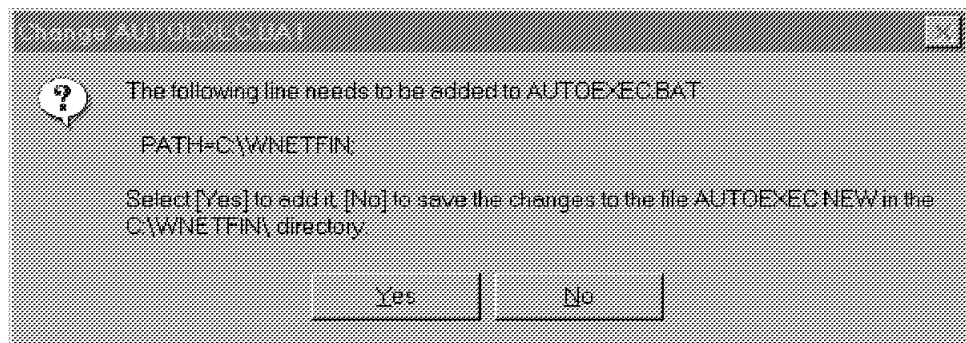 Change AUTOEXEC.BAT
The following line needs to be added to AUTOEXEC.BAT
PATH=C:\WNETFIN;
Select [Yes] to add it, [No] to save the changes to the file AUTOEXEC.NEW in the
C:\WNETFIN\ directory.
Yes No